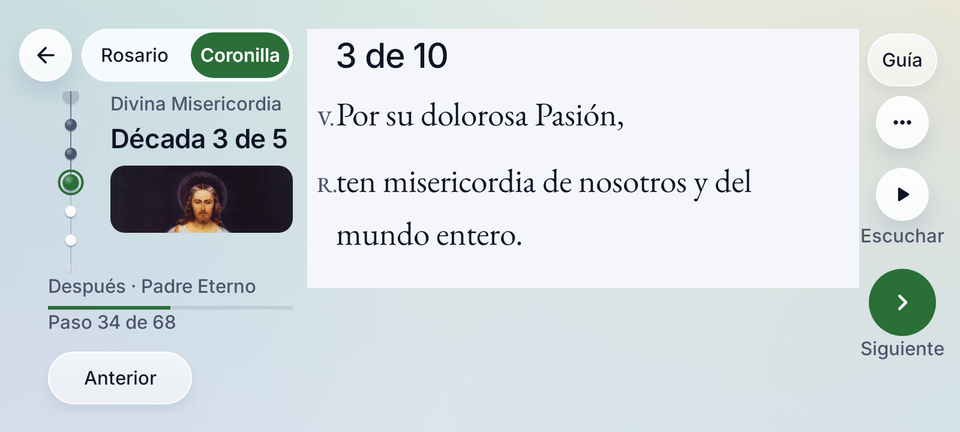 Rosario
Coronilla
Divina Misericordia
Década 3 de 5
Después · Padre Eterno
Paso 34 de 68
Anterior
3 de 10
V. Por su dolorosa Pasión,
R. ten misericordia de nosotros y del
mundo entero.
Guía
Escuchar
Siguiente